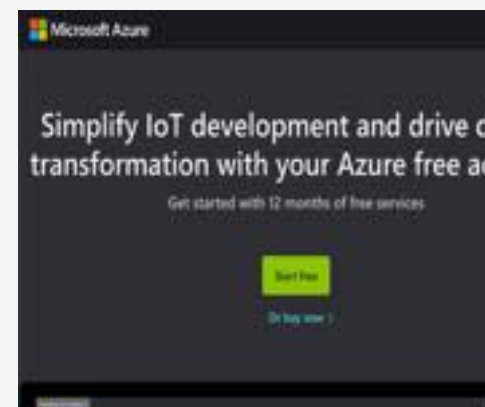 Microsoft Azure
Simplify IoT development and drive
transformation with your Azure free
Get started with 12 months of free services
Start free
Or buy now